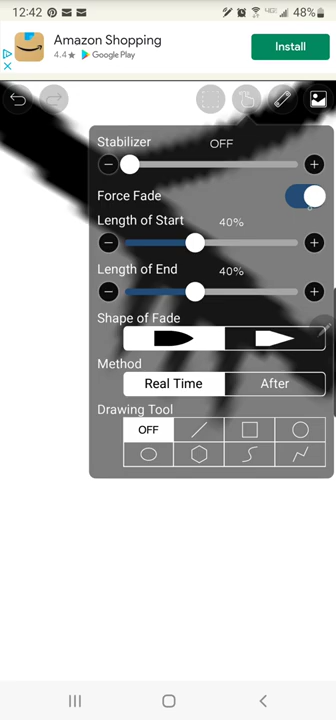 12:42
48%
Amazon Shopping
4.4★ Google Play
Install
Stabilizer OFF
Force Fade
Length of Start 40%
Length of End 40%
Shape of Fade
Method
Real Time After
Drawing Tool
OFF